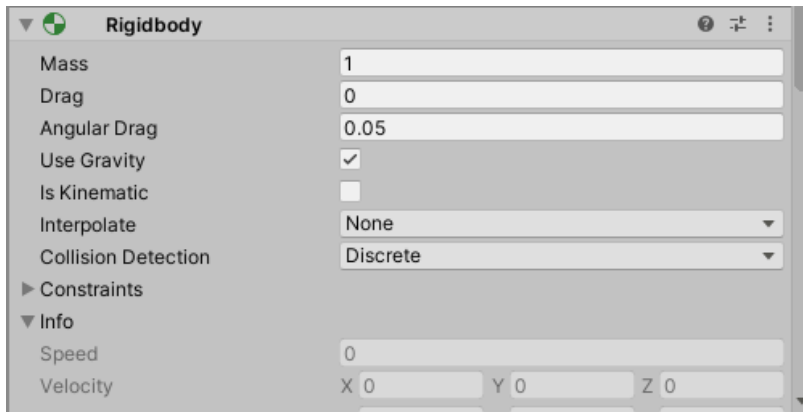 Rigidbody
Mass 1
Drag 0
Angular Drag 0.05
Use Gravity
Is Kinematic
Interpolate None
Collision Detection Discrete
Constraints
Info
Speed 0
Velocity X 0 Y 0 Z 0